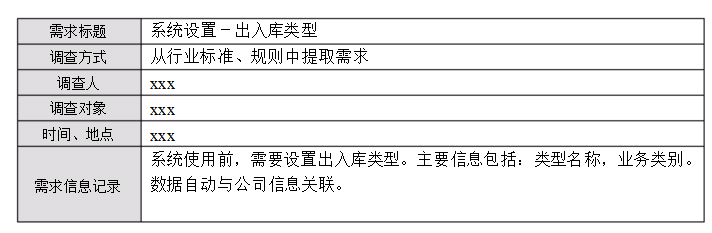 需求标题 系统设置－出入库类型
调查方式 从行业标准、规则中提取需求
调查人 xxx
调查对象 xxx
时间、地点 xxx
需求信息记录 系统使用前，需要设置出入库类型。主要信息包括：类型名称，业务类别。
数据自动与公司信息关联。